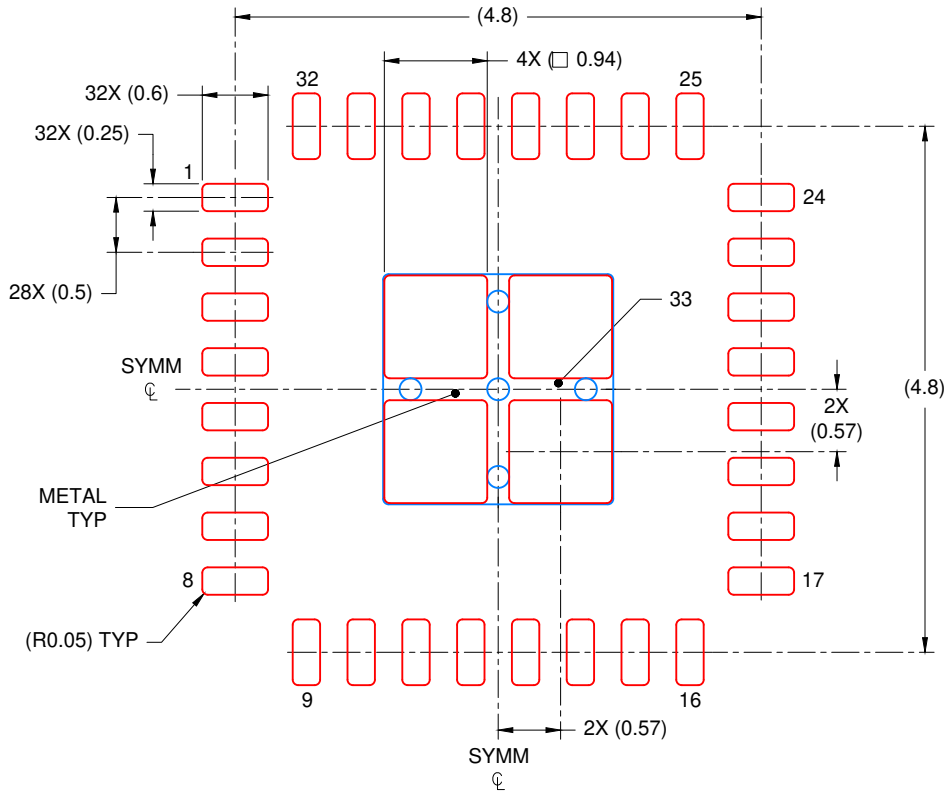 (4.8)
4X (□ 0.94)
32
25
32X (0.6)
32X (0.25)
1
24
28X (0.5)
33
SYMM
℄
(4.8)
2X
(0.57)
METAL
TYP
8
17
(R0.05) TYP
9
16
2X (0.57)
SYMM
℄